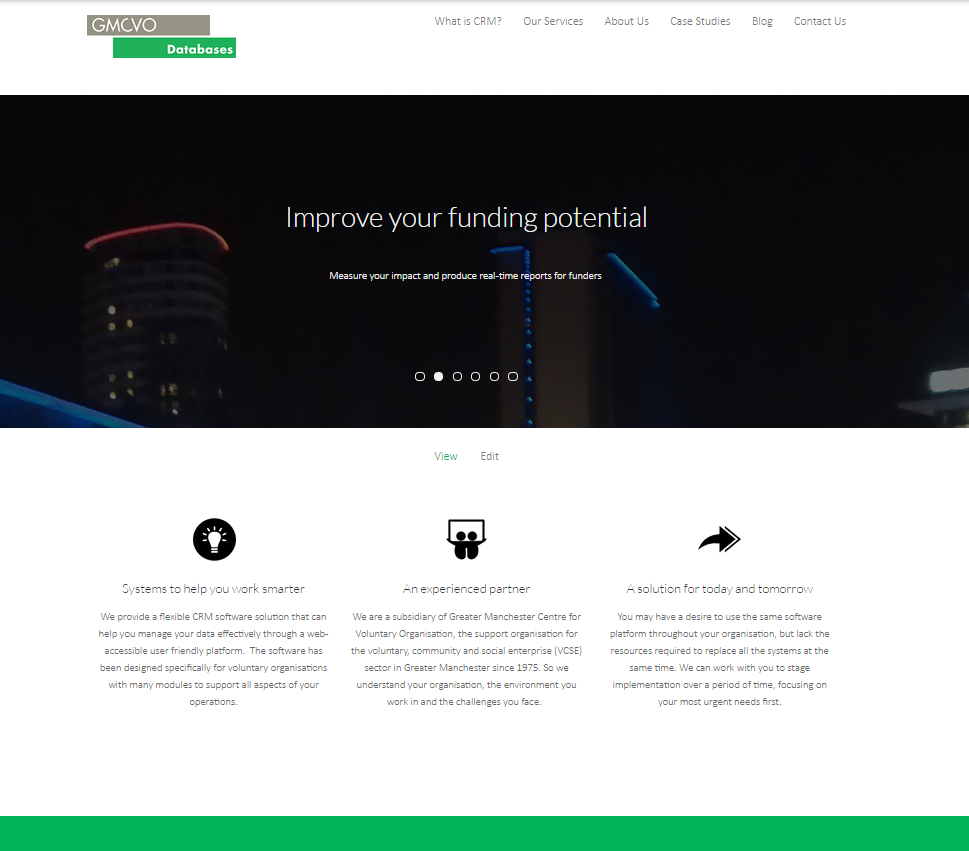 GMCVO
Databases
What is CRM? Our Services About Us Case Studies Blog Contact Us
Improve your funding potential
Measure your impact and produce real-time reports for funders
View Edit
Systems to help you work smarter
We provide a flexible CRM software solution that can
help you manage your data effectively through a web-
accessible user friendly platform.  The software has
been designed specifically for voluntary organisations
with many modules to support all aspects of your
operations.
An experienced partner
We are a subsidiary of Greater Manchester Centre for
Voluntary Organisation, the support organisation for
the voluntary, community and social enterprise (VCSE)
sector in Greater Manchester since 1975. So we
understand your organisation, the environment you
work in and the challenges you face.
A solution for today and tomorrow
You may have a desire to use the same software
platform throughout your organisation, but lack the
resources required to replace all the systems at the
same time. We can work with you to stage
implementation over a period of time, focusing on
your most urgent needs first.